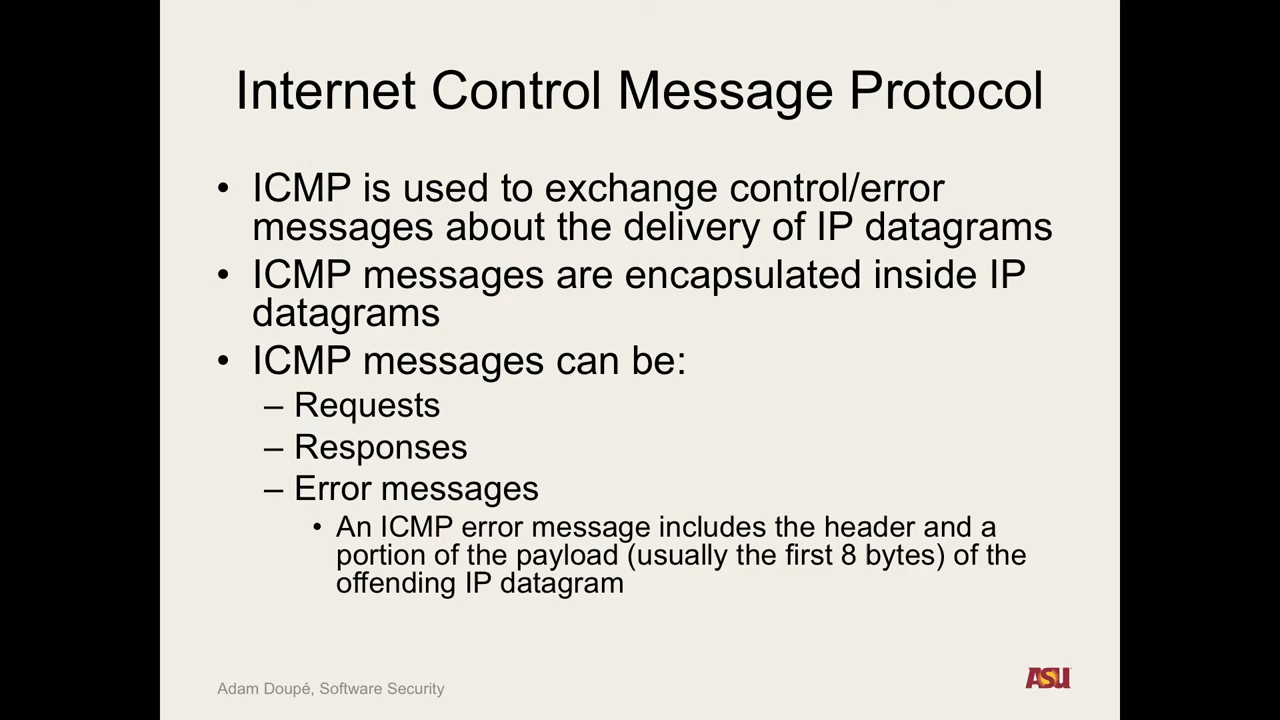 Internet Control Message Protocol
• ICMP is used to exchange control/error
messages about the delivery of IP datagrams
• ICMP messages are encapsulated inside IP
datagrams
• ICMP messages can be:
– Requests
– Responses
– Error messages
• An ICMP error message includes the header and a
portion of the payload (usually the first 8 bytes) of the
offending IP datagram
Adam Doupé, Software Security
ASU